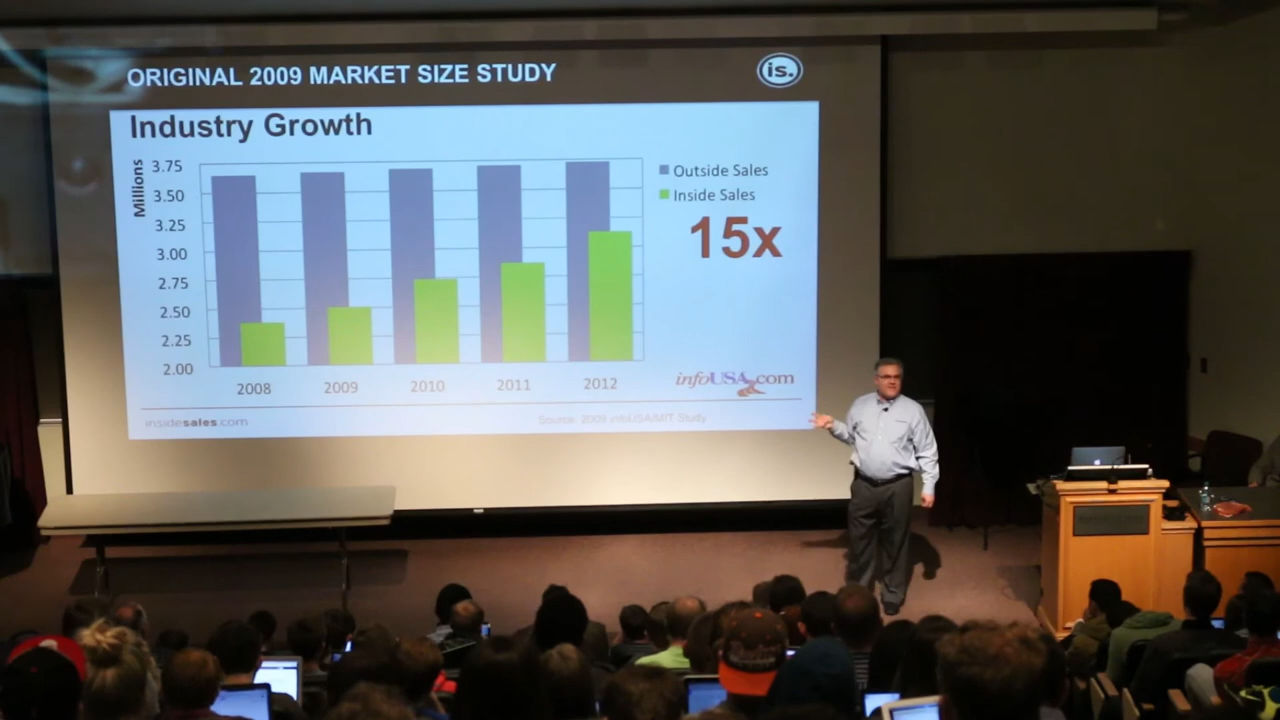 ORIGINAL 2009 MARKET SIZE STUDY
is.
Industry Growth
Millions
3.75
3.50
3.25
3.00
2.75
2.50
2.25
2.00
2008 2009 2010 2011 2012
Outside Sales
Inside Sales
15x
infoUSA.com
insidesales.com
Source: 2009 infoUSA/MIT Study